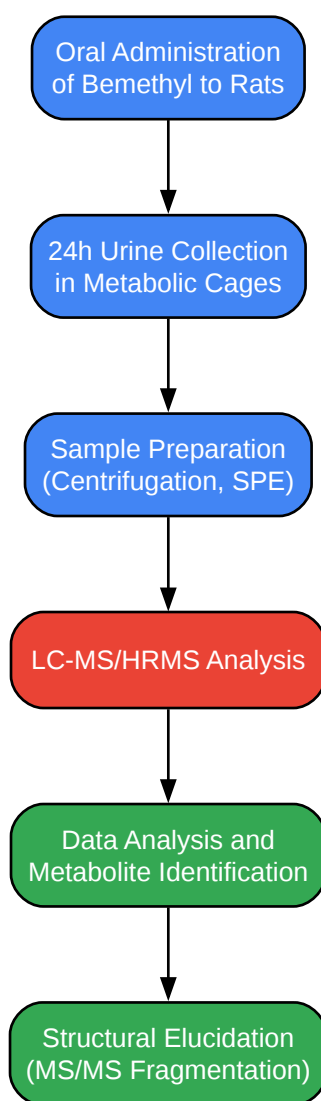 Oral Administration
of Bemethyl to Rats
24h Urine Collection
in Metabolic Cages
Sample Preparation
(Centrifugation, SPE)
LC-MS/HRMS Analysis
Data Analysis and
Metabolite Identification
Structural Elucidation
(MS/MS Fragmentation)